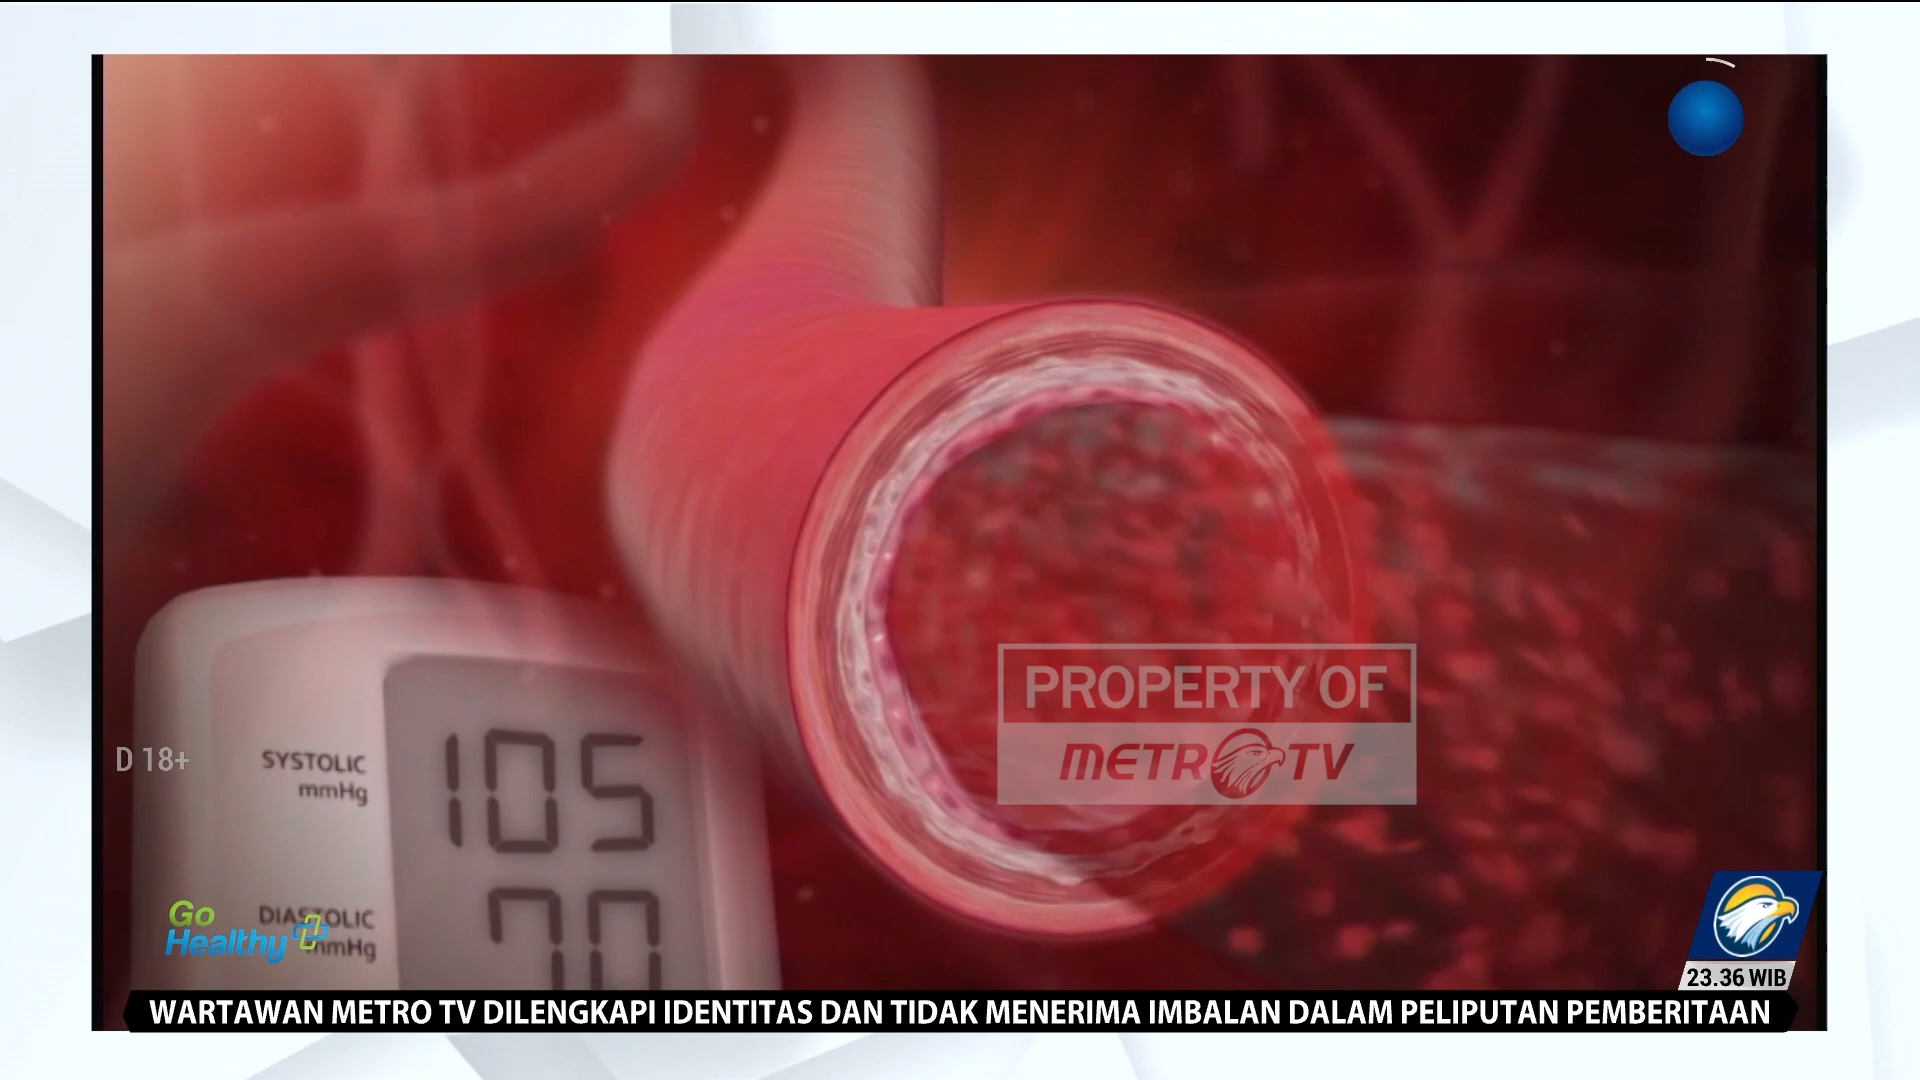 PROPERTY OF
METRO TV
D 18+
SYSTOLIC
mmHg
105
DIASTOLIC
mmHg
70
Go
Healthy
23.36 WIB
WARTAWAN METRO TV DILENGKAPI IDENTITAS DAN TIDAK MENERIMA IMBALAN DALAM PELIPUTAN PEMBERITAAN